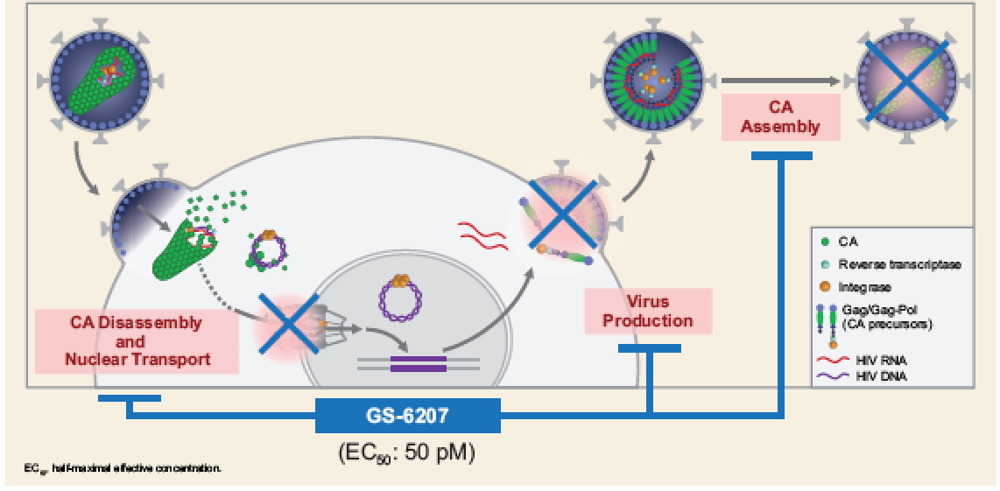 CA
Assembly
CA
Reverse transcriptase
Integrase
Gag/Gag-Pol
(CA precursors)
HIV RNA
HIV DNA
Virus
Production
CA Disassembly
and
Nuclear Transport
GS-6207
(EC50: 50 pM)
EC50, half-maximal effective concentration.